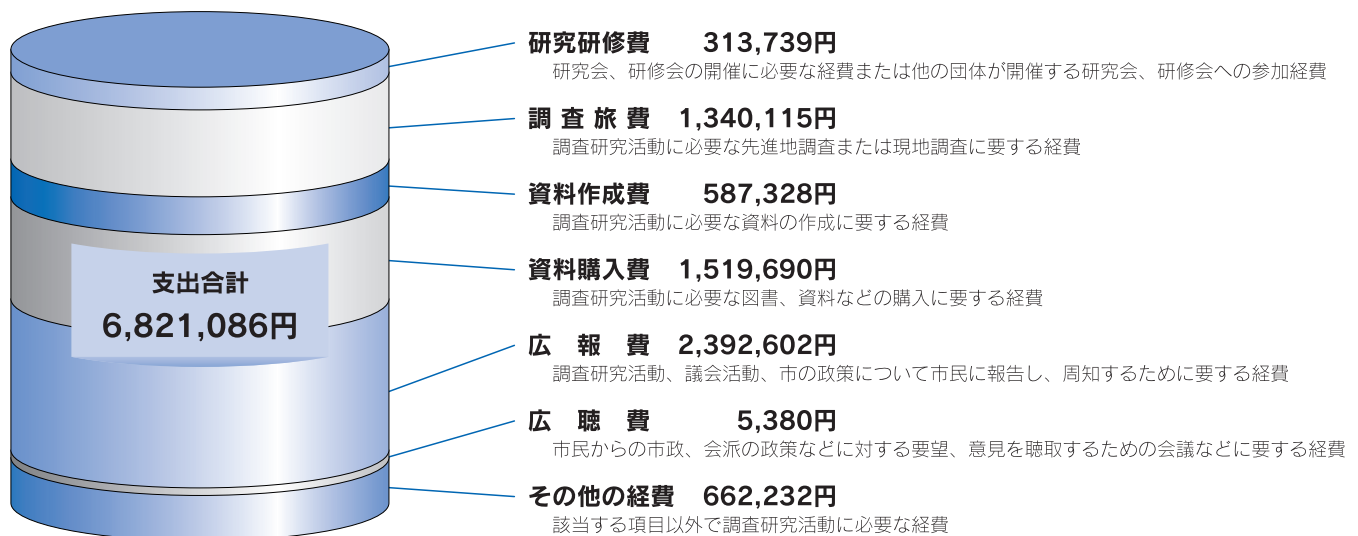 研究研修費 313,739円
研究会、研修会の開催に必要な経費または他の団体が開催する研究会、研修会への参加経費
調査旅費 1,340,115円
調査研究活動に必要な先進地調査または現地調査に要する経費
資料作成費 587,328円
調査研究活動に必要な資料の作成に要する経費
資料購入費 1,519,690円
調査研究活動に必要な図書、資料などの購入に要する経費
支出合計
6,821,086円
広報費 2,392,602円
調査研究活動、議会活動、市の政策について市民に報告し、周知するために要する経費
広聴費 5,380円
市民からの市政、会派の政策などに対する要望、意見を聴取するための会議などに要する経費
その他の経費 662,232円
該当する項目以外で調査研究活動に必要な経費